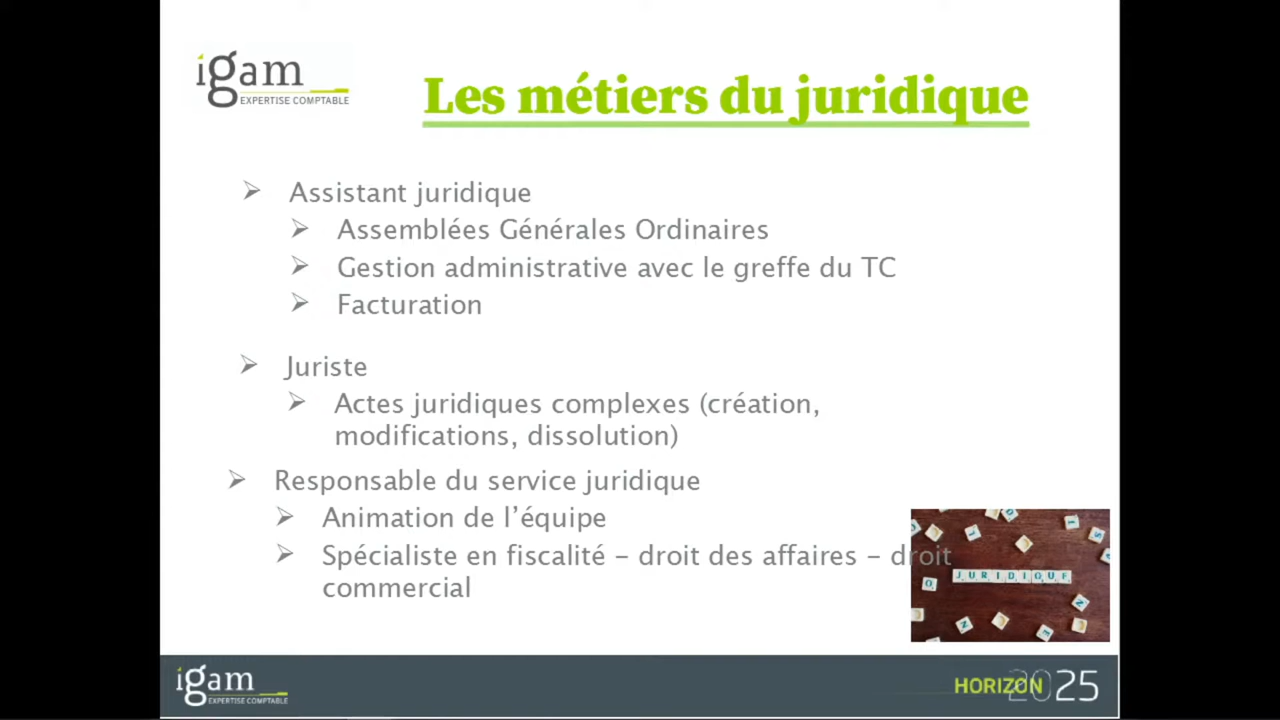 igam
EXPERTISE COMPTABLE
Les métiers du juridique
Assistant juridique
Assemblées Générales Ordinaires
Gestion administrative avec le greffe du TC
Facturation
Juriste
Actes juridiques complexes (création,
modifications, dissolution)
Responsable du service juridique
Animation de l'équipe
Spécialiste en fiscalité – droit des affaires – droit
commercial
JURIDIQUE
igam
EXPERTISE COMPTABLE
HORIZON 2025